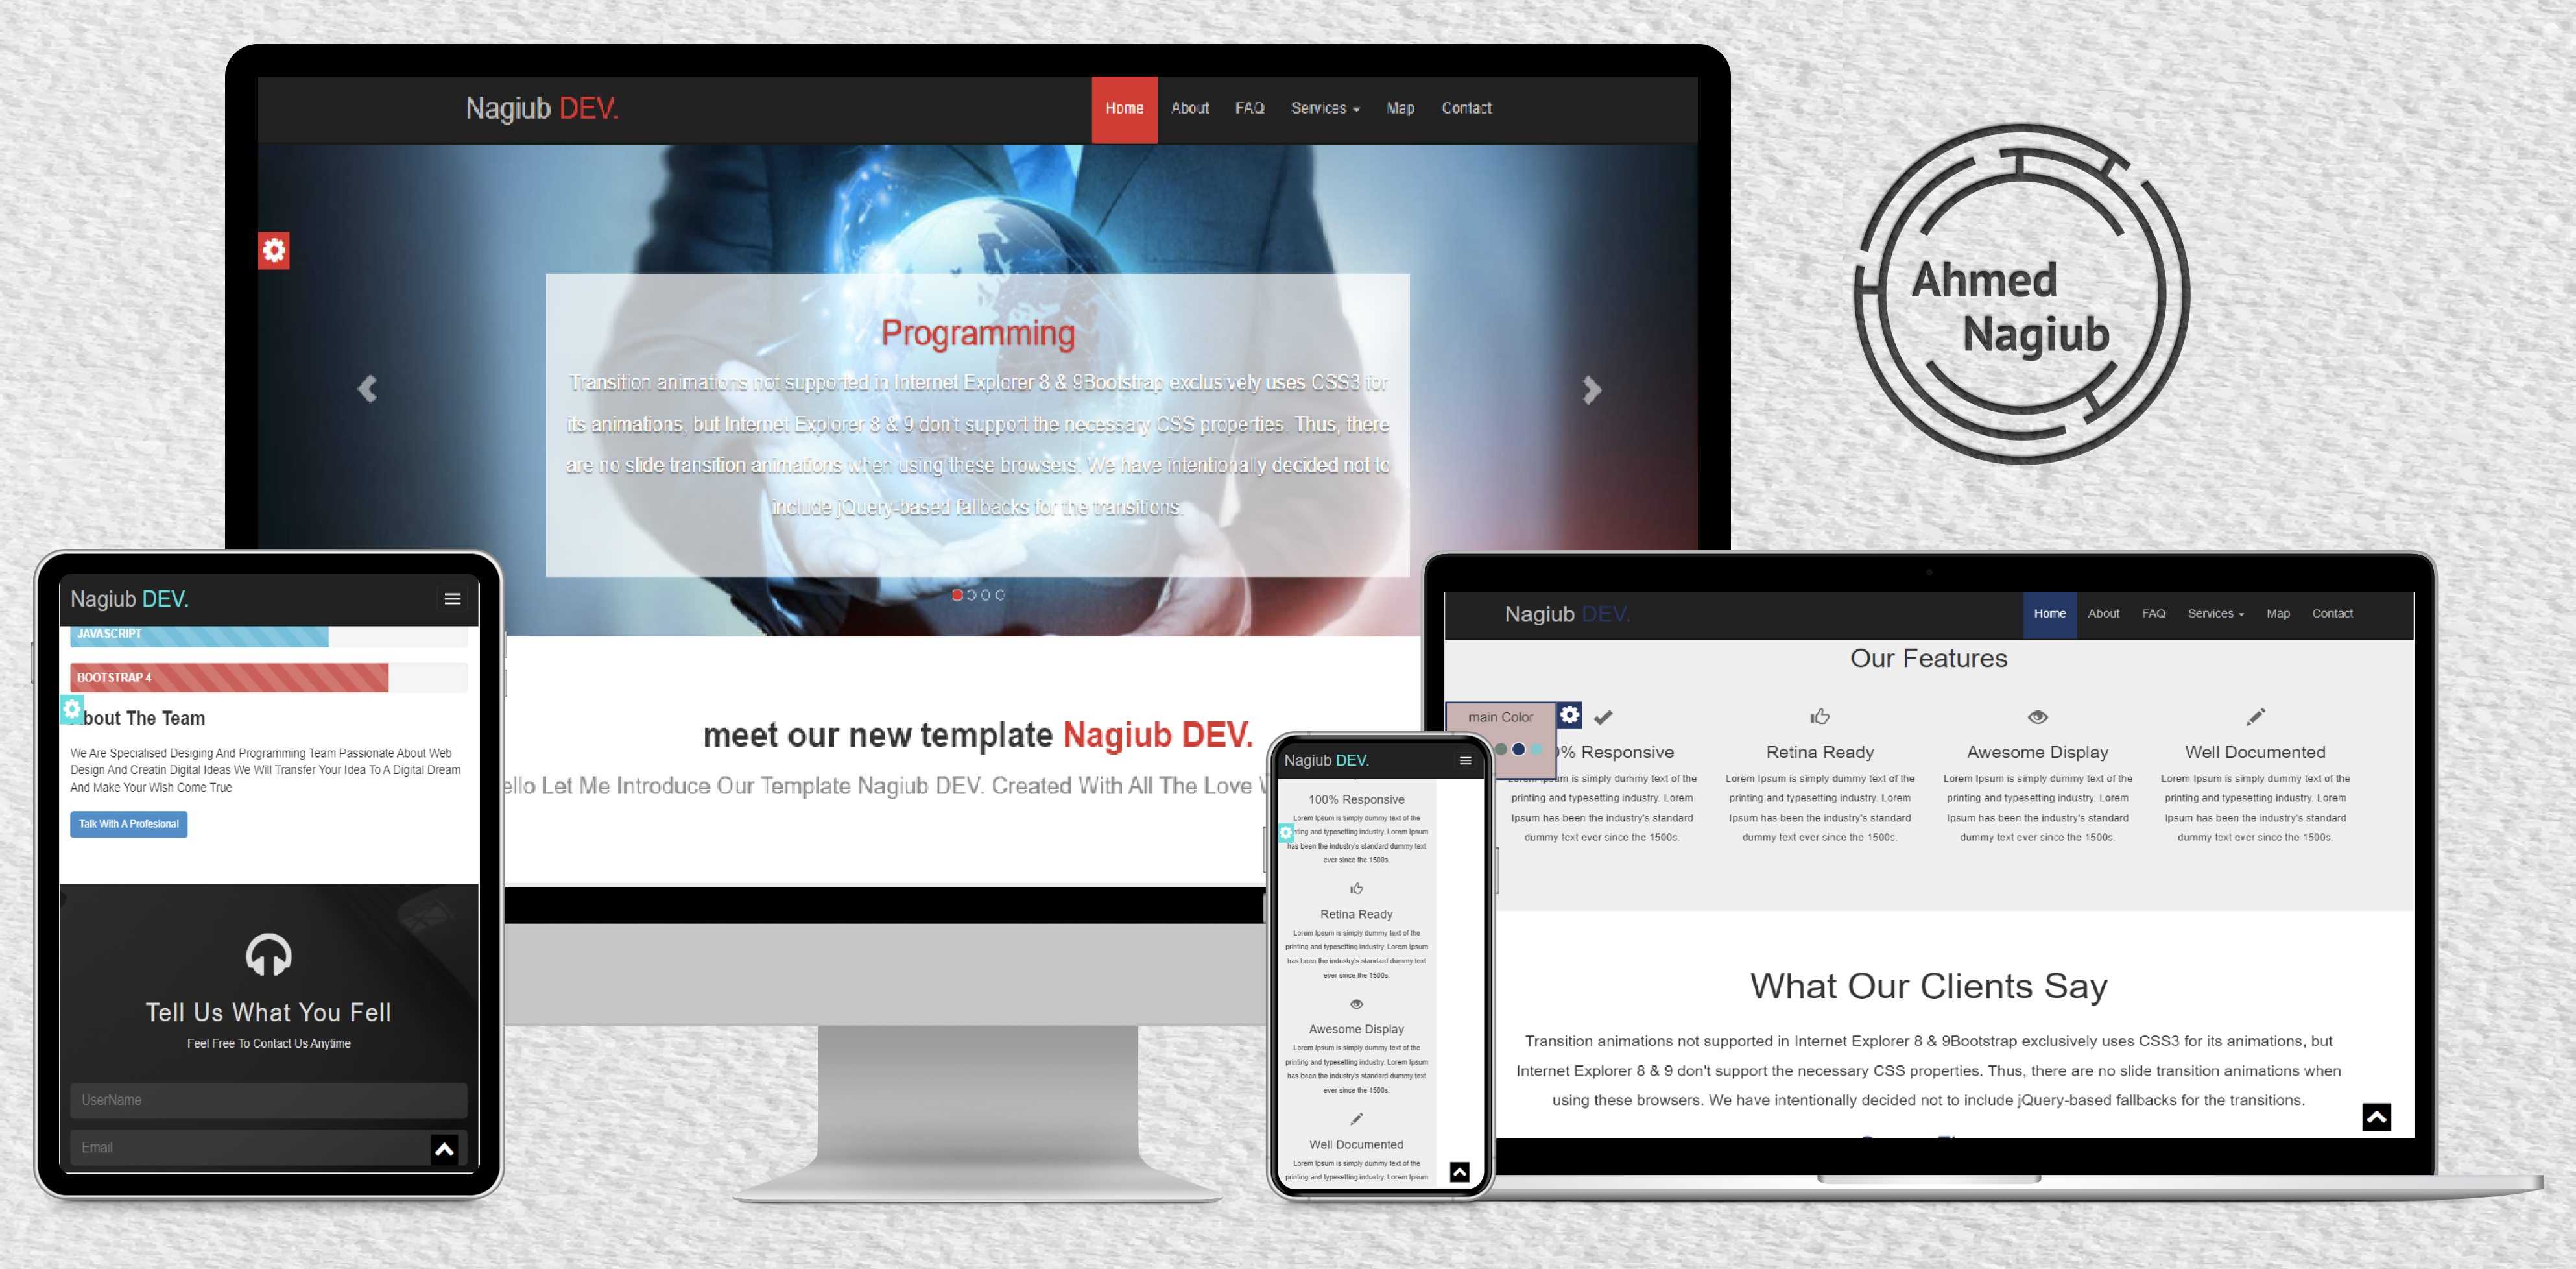 Nagiub DEV.
Home About FAQ Services Map Contact
Programming
Transition animations not supported in Internet Explorer 8 & 9Bootstrap exclusively uses CSS3 for
its animations, but Internet Explorer 8 & 9 don't support the necessary CSS properties. Thus, there
are no slide transition animations when using these browsers. We have intentionally decided not to
include jQuery-based fallbacks for the transitions.
meet our new template Nagiub DEV.
ello Let Me Introduce Our Template Nagiub DEV. Created With All The Love
Ahmed
Nagiub
Nagiub DEV.
JAVASCRIPT
BOOTSTRAP 4
bout The Team
We Are Specialised Desiging And Programming Team Passionate About Web
Design And Creatin Digital Ideas We Will Transfer Your Idea To A Digital Dream
And Make Your Wish Come True
Talk With A Profesional
Tell Us What You Fell
Feel Free To Contact Us Anytime
UserName
Email
Nagiub DEV.
100% Responsive
Lorem Ipsum is simply dummy text of the
nting and typesetting industry. Lorem Ipsum
has been the industry's standard dummy text
ever since the 1500s.
Retina Ready
Lorem Ipsum is simply dummy text of the
printing and typesetting industry. Lorem Ipsum
has been the industry's standard dummy text
ever since the 1500s.
Awesome Display
Lorem Ipsum is simply dummy text of the
printing and typesetting industry. Lorem Ipsum
has been the industry's standard dummy text
ever since the 1500s.
Well Documented
Lorem Ipsum is simply dummy text of the
printing and typesetting industry. Lorem Ipsum
Nagiub DEV.
Home About FAQ Services Map Contact
Our Features
main Color
0% Responsive
Lorem Ipsum is simply dummy text of the
printing and typesetting industry. Lorem
Ipsum has been the industry's standard
dummy text ever since the 1500s.
Retina Ready
Lorem Ipsum is simply dummy text of the
printing and typesetting industry. Lorem
Ipsum has been the industry's standard
dummy text ever since the 1500s.
Awesome Display
Lorem Ipsum is simply dummy text of the
printing and typesetting industry. Lorem
Ipsum has been the industry's standard
dummy text ever since the 1500s.
Well Documented
Lorem Ipsum is simply dummy text of the
printing and typesetting industry. Lorem
Ipsum has been the industry's standard
dummy text ever since the 1500s.
What Our Clients Say
Transition animations not supported in Internet Explorer 8 & 9Bootstrap exclusively uses CSS3 for its animations, but
Internet Explorer 8 & 9 don't support the necessary CSS properties. Thus, there are no slide transition animations when
using these browsers. We have intentionally decided not to include jQuery-based fallbacks for the transitions.